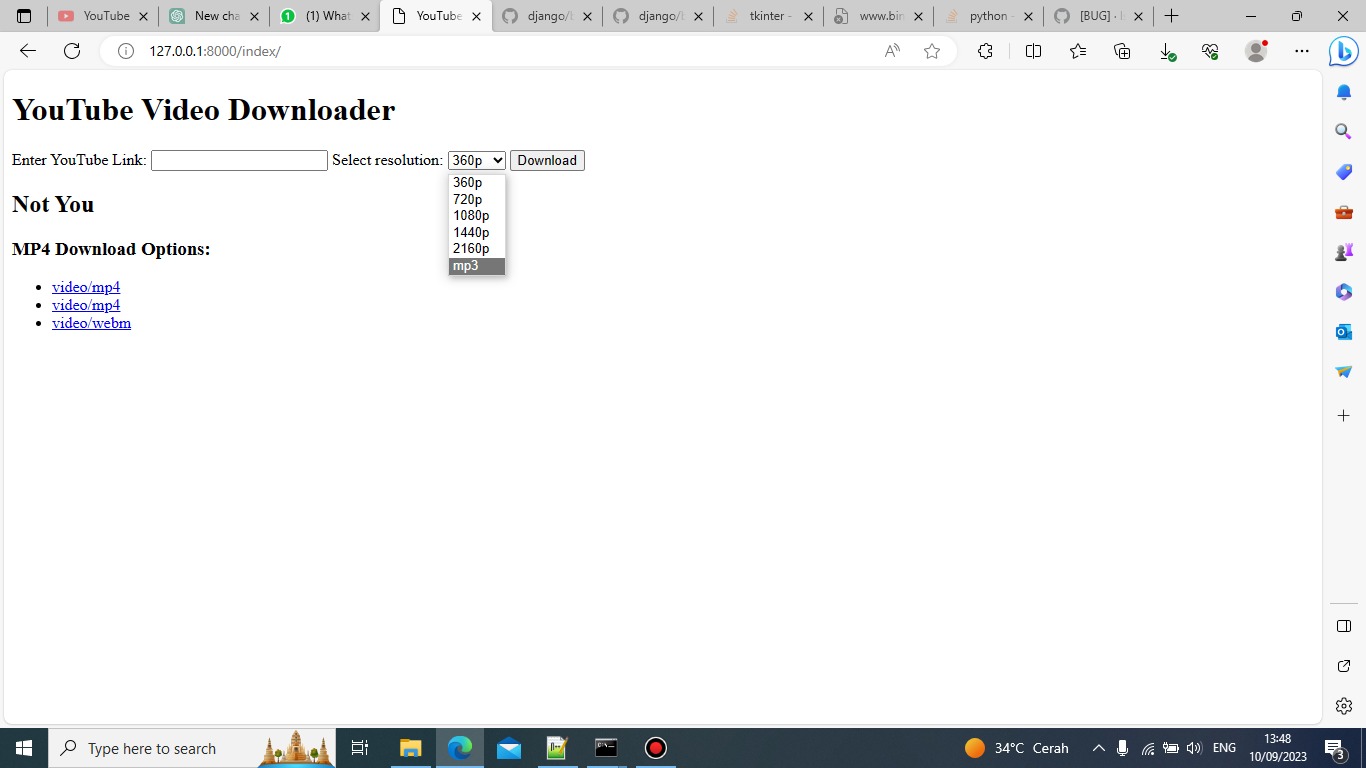 YouTube
New cha
(1) What
YouTube
django/
django/
tkinter -
www.bin
python -
[BUG] ·
127.0.0.1:8000/index/
YouTube Video Downloader
Enter YouTube Link: Select resolution: 360p Download
360p
720p
1080p
1440p
2160p
mp3
Not You
MP4 Download Options:
video/mp4
video/mp4
video/webm
Type here to search
34°C Cerah
ENG
13:48
10/09/2023
3